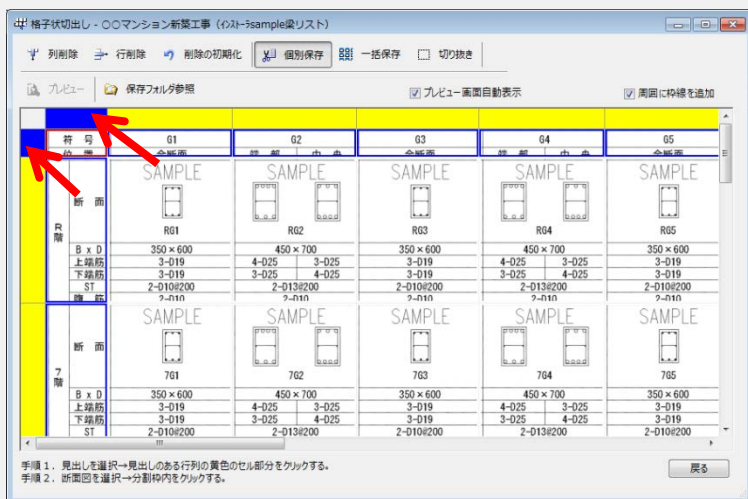 格子状切出し - ○○マンション新築工事 (ｲﾝｽﾄｰﾗsample梁リスト)
列削除 行削除 削除の初期化 個別保存 一括保存 切り抜き
プレビュー 保存フォルダ参照 プレビュー画面自動表示 周囲に枠線を追加
符 号 G1 G2 G3 G4 G5
位 置 全断面 端 部 中 央 全断面 端 部 中 央 全断面
SAMPLE SAMPLE SAMPLE SAMPLE SAMPLE
断 面
R階
RG1 RG2 RG3 RG4 RG5
B x D 350×600 450×700 350×600 450×700 350×600
上端筋 3-D19 4-D25 3-D25 3-D19 4-D25 3-D25 3-D19
下端筋 3-D19 3-D25 4-D25 3-D19 3-D25 4-D25 3-D19
ST 2-D10@200 2-D13@200 2-D10@200 2-D13@200 2-D10@200
腹 筋 2-D10 2-D10 2-D10 2-D10 2-D10
SAMPLE SAMPLE SAMPLE SAMPLE SAMPLE
断 面
7階
7G1 7G2 7G3 7G4 7G5
B x D 350×600 450×700 350×600 450×700 350×600
上端筋 3-D19 4-D25 3-D25 3-D19 4-D25 3-D25 3-D19
下端筋 3-D19 3-D25 4-D25 3-D19 3-D25 4-D25 3-D19
ST 2-D10@200 2-D13@200 2-D10@200 2-D13@200 2-D10@200
手順１．見出しを選択→見出しのある行列の黄色のセル部分をクリックする。
手順２．断面図を選択→分割枠内をクリックする。
戻る